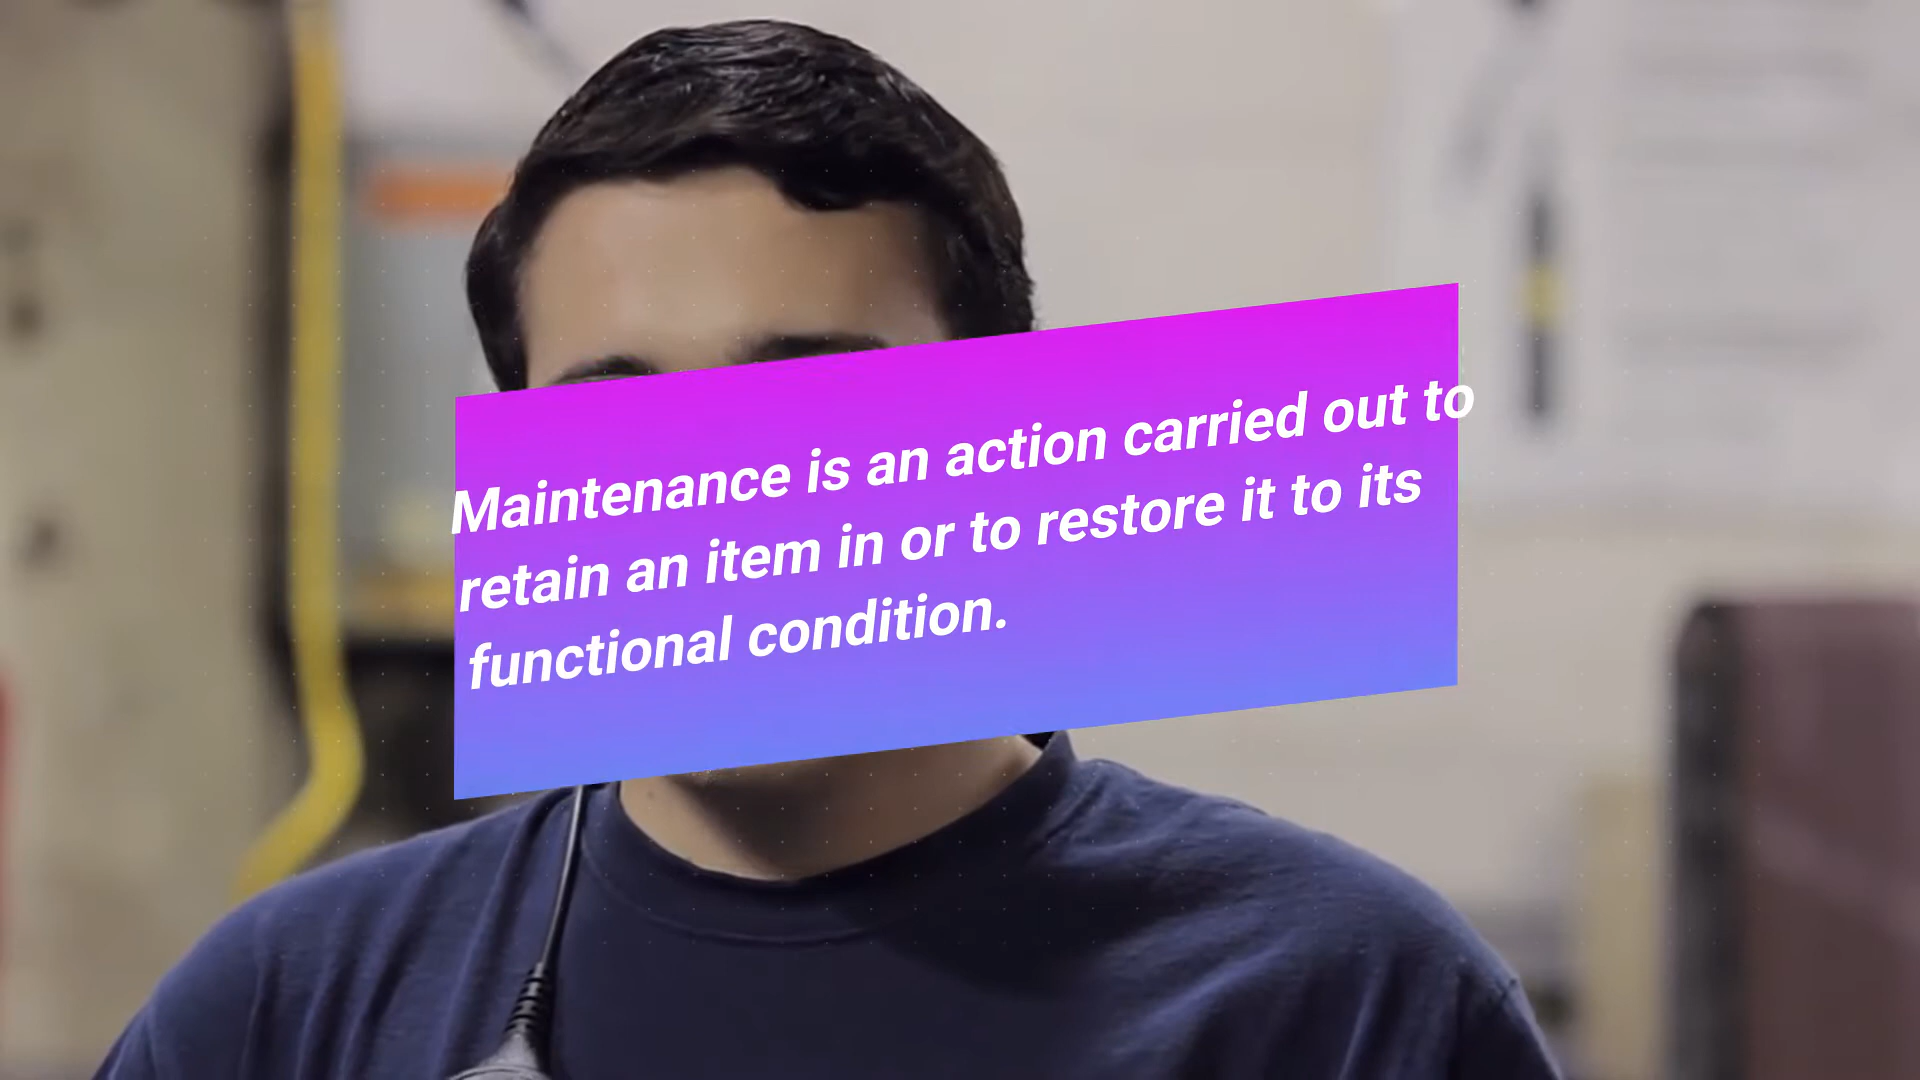 Maintenance is an action carried out to
retain an item in or to restore it to its
functional condition.